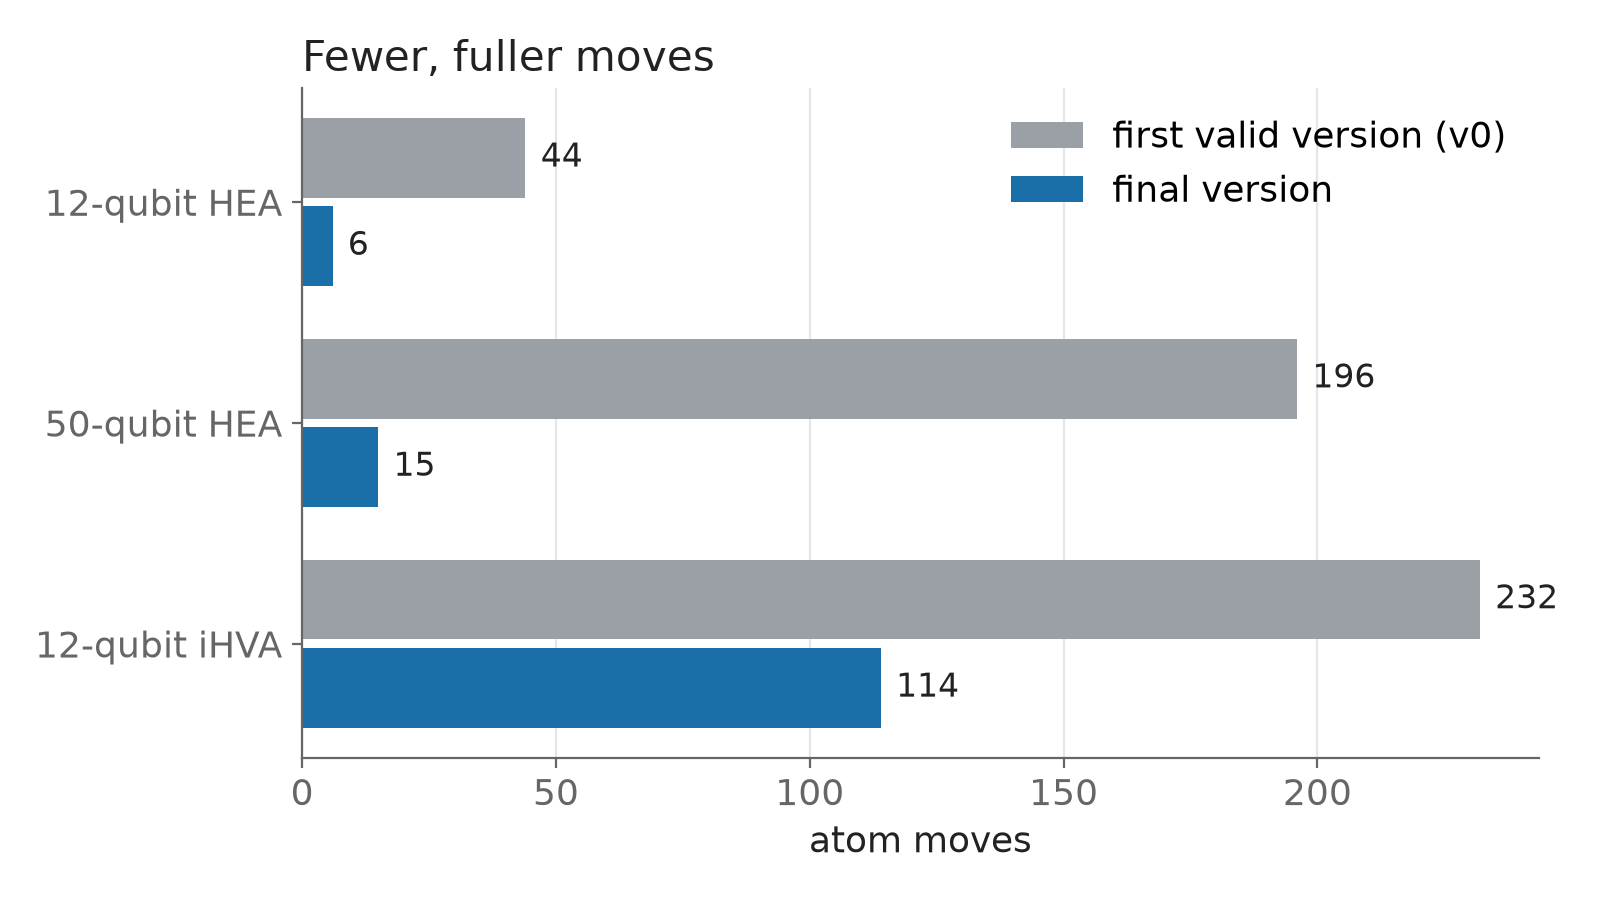 Fewer, fuller moves
first valid version (v0)
final version
12-qubit HEA
44
6
50-qubit HEA
196
15
12-qubit iHVA
232
114
0 50 100 150 200
atom moves